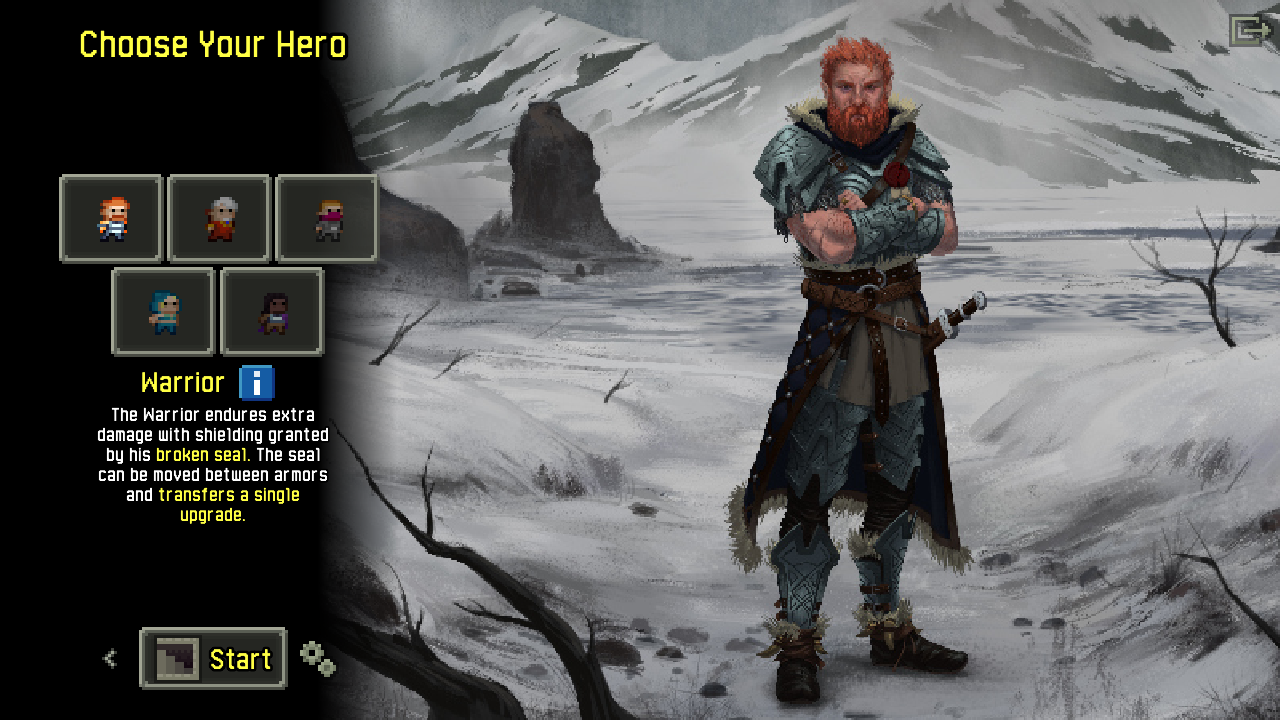 Choose Your Hero
Warrior
The Warrior endures extra
damage with shielding granted
by his broken seal. The seal
can be moved between armors
and transfers a single
upgrade.
Start